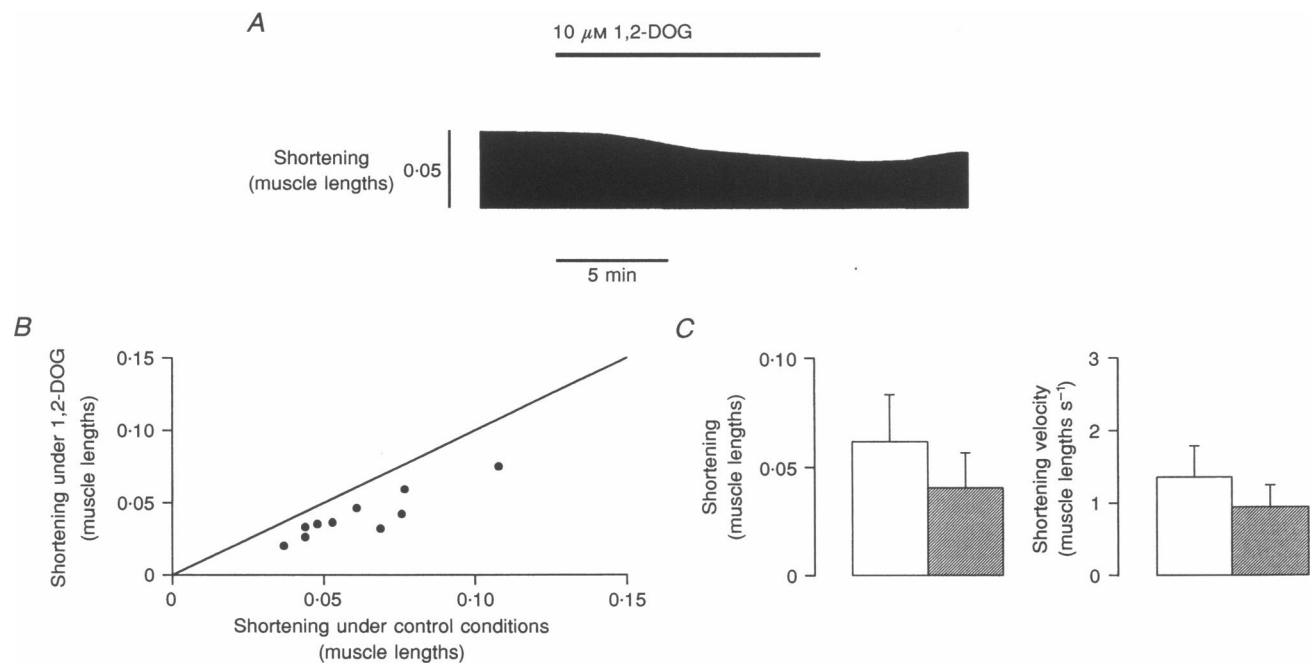 A
10 μM 1,2-DOG
Shortening
(muscle lengths)
0·05
5 min
B
Shortening under 1,2-DOG
(muscle lengths)
0·15
0·10
0·05
0
0
0·05
0·10
0·15
Shortening under control conditions
(muscle lengths)
C
Shortening
(muscle lengths)
0·10
0·05
0
Shortening velocity
(muscle lengths s⁻¹)
3
2
1
0